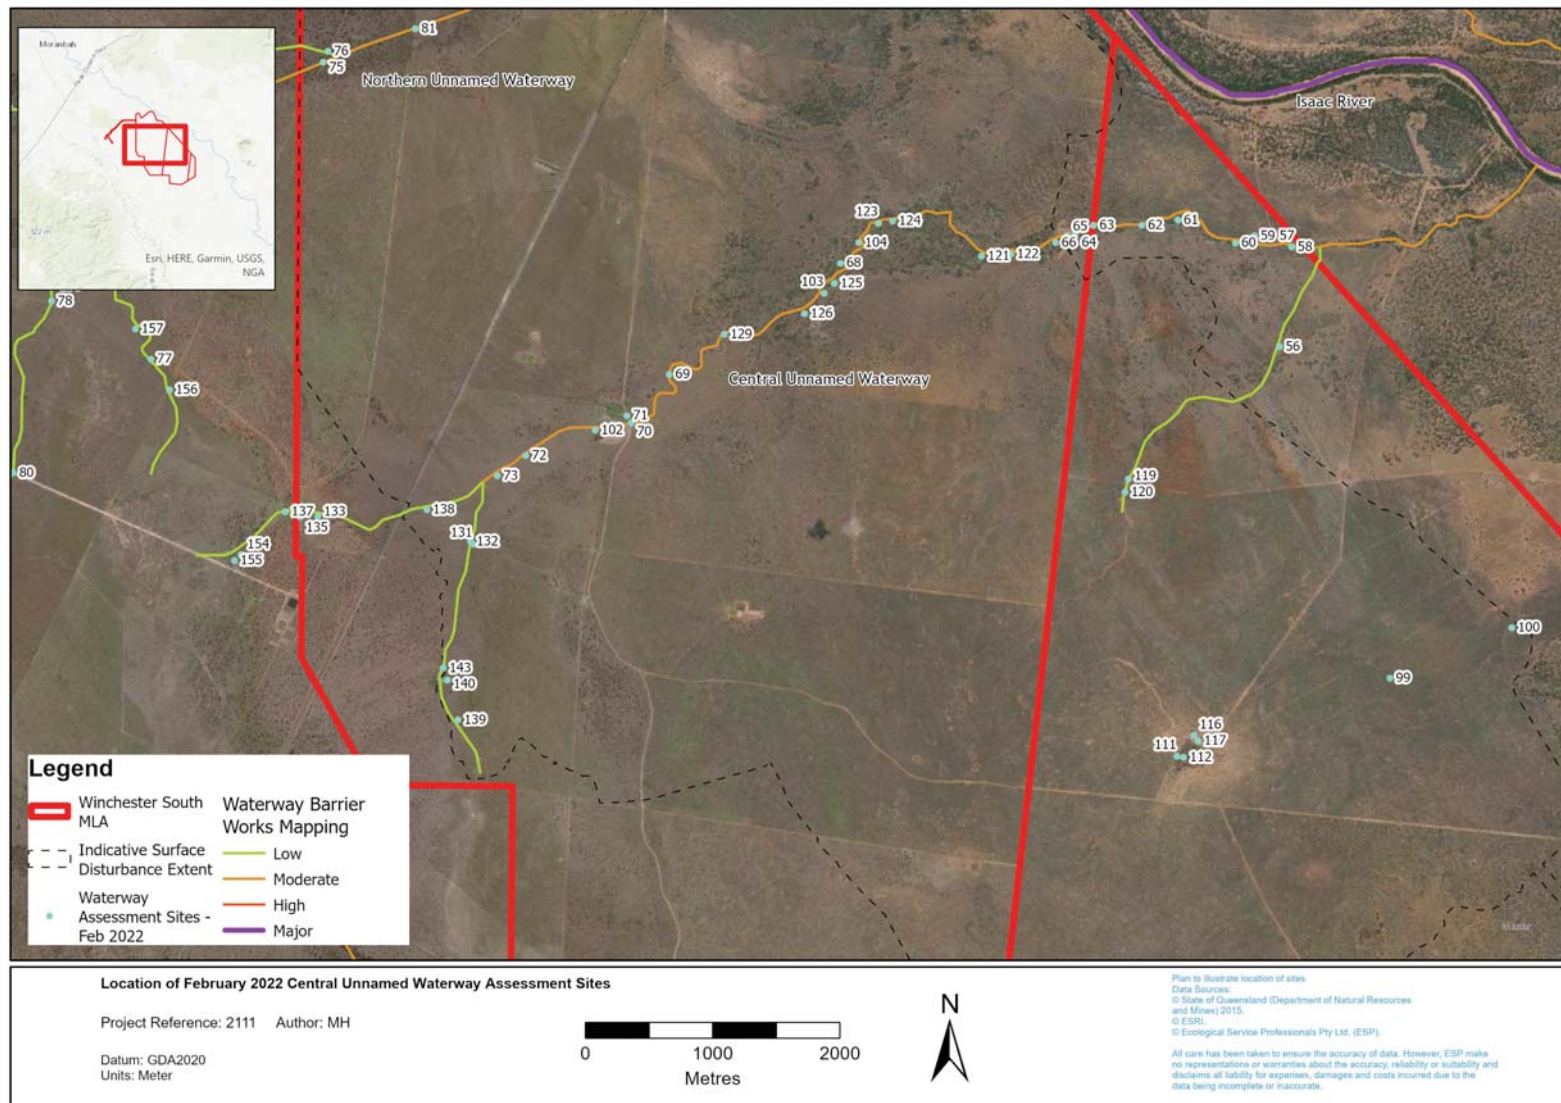 Moranbah
Esri, HERE, Garmin, USGS,
NGA
81
76
75
Northern Unnamed Waterway
Isaac River
123
124
104
68
103
125
126
129
69
Central Unnamed Waterway
121
122
65
63
66
64
62
61
59
57
60
58
56
78
157
77
156
80
71
70
102
72
73
119
120
137
133
135
138
131
132
154
155
143
140
139
100
99
116
117
111
112
Legend
Winchester South
MLA
Indicative Surface
Disturbance Extent
Waterway
Assessment Sites -
Feb 2022
Waterway Barrier
Works Mapping
Low
Moderate
High
Major
Location of February 2022 Central Unnamed Waterway Assessment Sites
Project Reference: 2111 Author: MH
Datum: GDA2020
Units: Meter
0 1000 2000
Metres
N
Plan to illustrate location of sites
Data Sources:
© State of Queensland (Department of Natural Resources
and Mines) 2015.
© ESRI.
© Ecological Service Professionals Pty Ltd. (ESP).
All care has been taken to ensure the accuracy of data. However, ESP make
no representations or warranties about the accuracy, reliability or suitability and
disclaims all liability for expenses, damages and costs incurred due to the
data being incomplete or inaccurate.